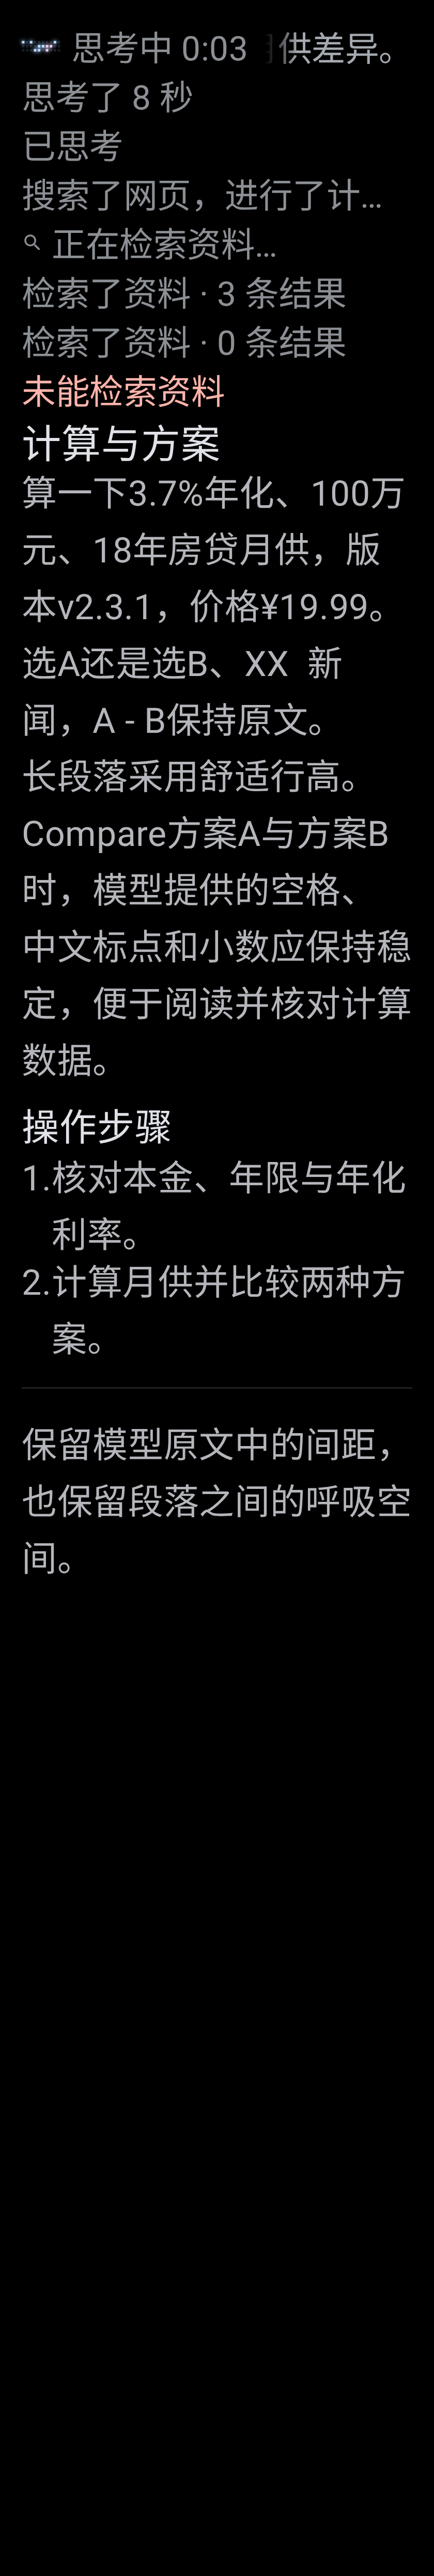 思考中 0:03 供差异。
思考了 8 秒
已思考
搜索了网页，进行了计…
正在检索资料…
检索了资料 · 3 条结果
检索了资料 · 0 条结果
未能检索资料
计算与方案
算一下3.7%年化、100万
元、18年房贷月供，版
本v2.3.1，价格¥19.99。
选A还是选B、XX  新
闻，A - B保持原文。
长段落采用舒适行高。
Compare方案A与方案B
时，模型提供的空格、
中文标点和小数应保持稳
定，便于阅读并核对计算
数据。
操作步骤
1.核对本金、年限与年化
利率。
2.计算月供并比较两种方
案。
保留模型原文中的间距，
也保留段落之间的呼吸空
间。